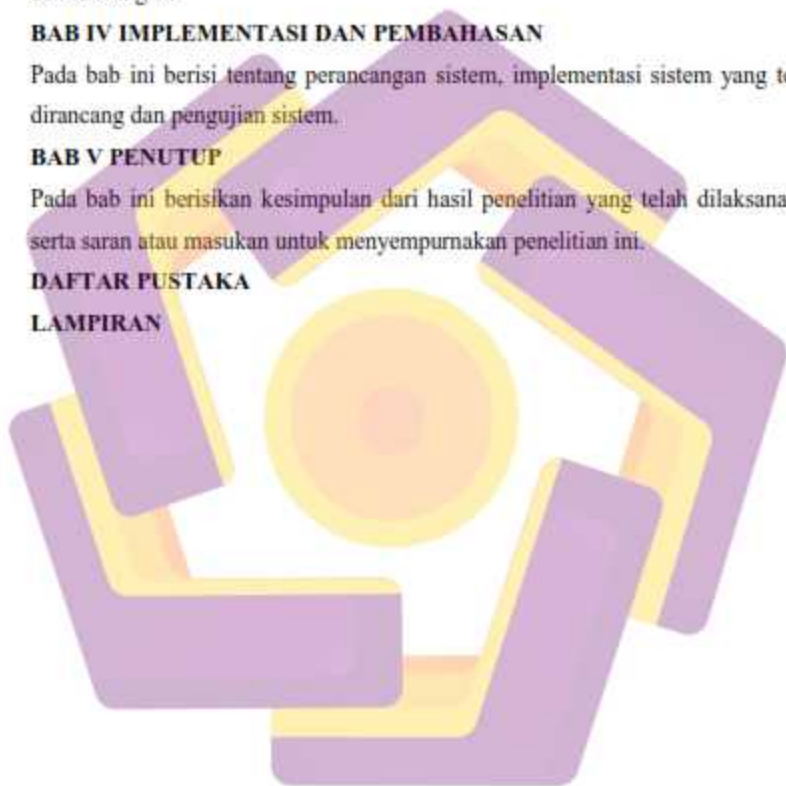 BAB IV IMPLEMENTASI DAN PEMBAHASAN
Pada bab ini berisi tentang perancangan sistem, implementasi sistem yang
dirancang dan pengujian sistem.
BAB V PENUTUP
Pada bab ini berisikan kesimpulan dari hasil penelitian yang telah dilaksana
serta saran atau masukan untuk menyempurnakan penelitian ini.
DAFTAR PUSTAKA
LAMPIRAN